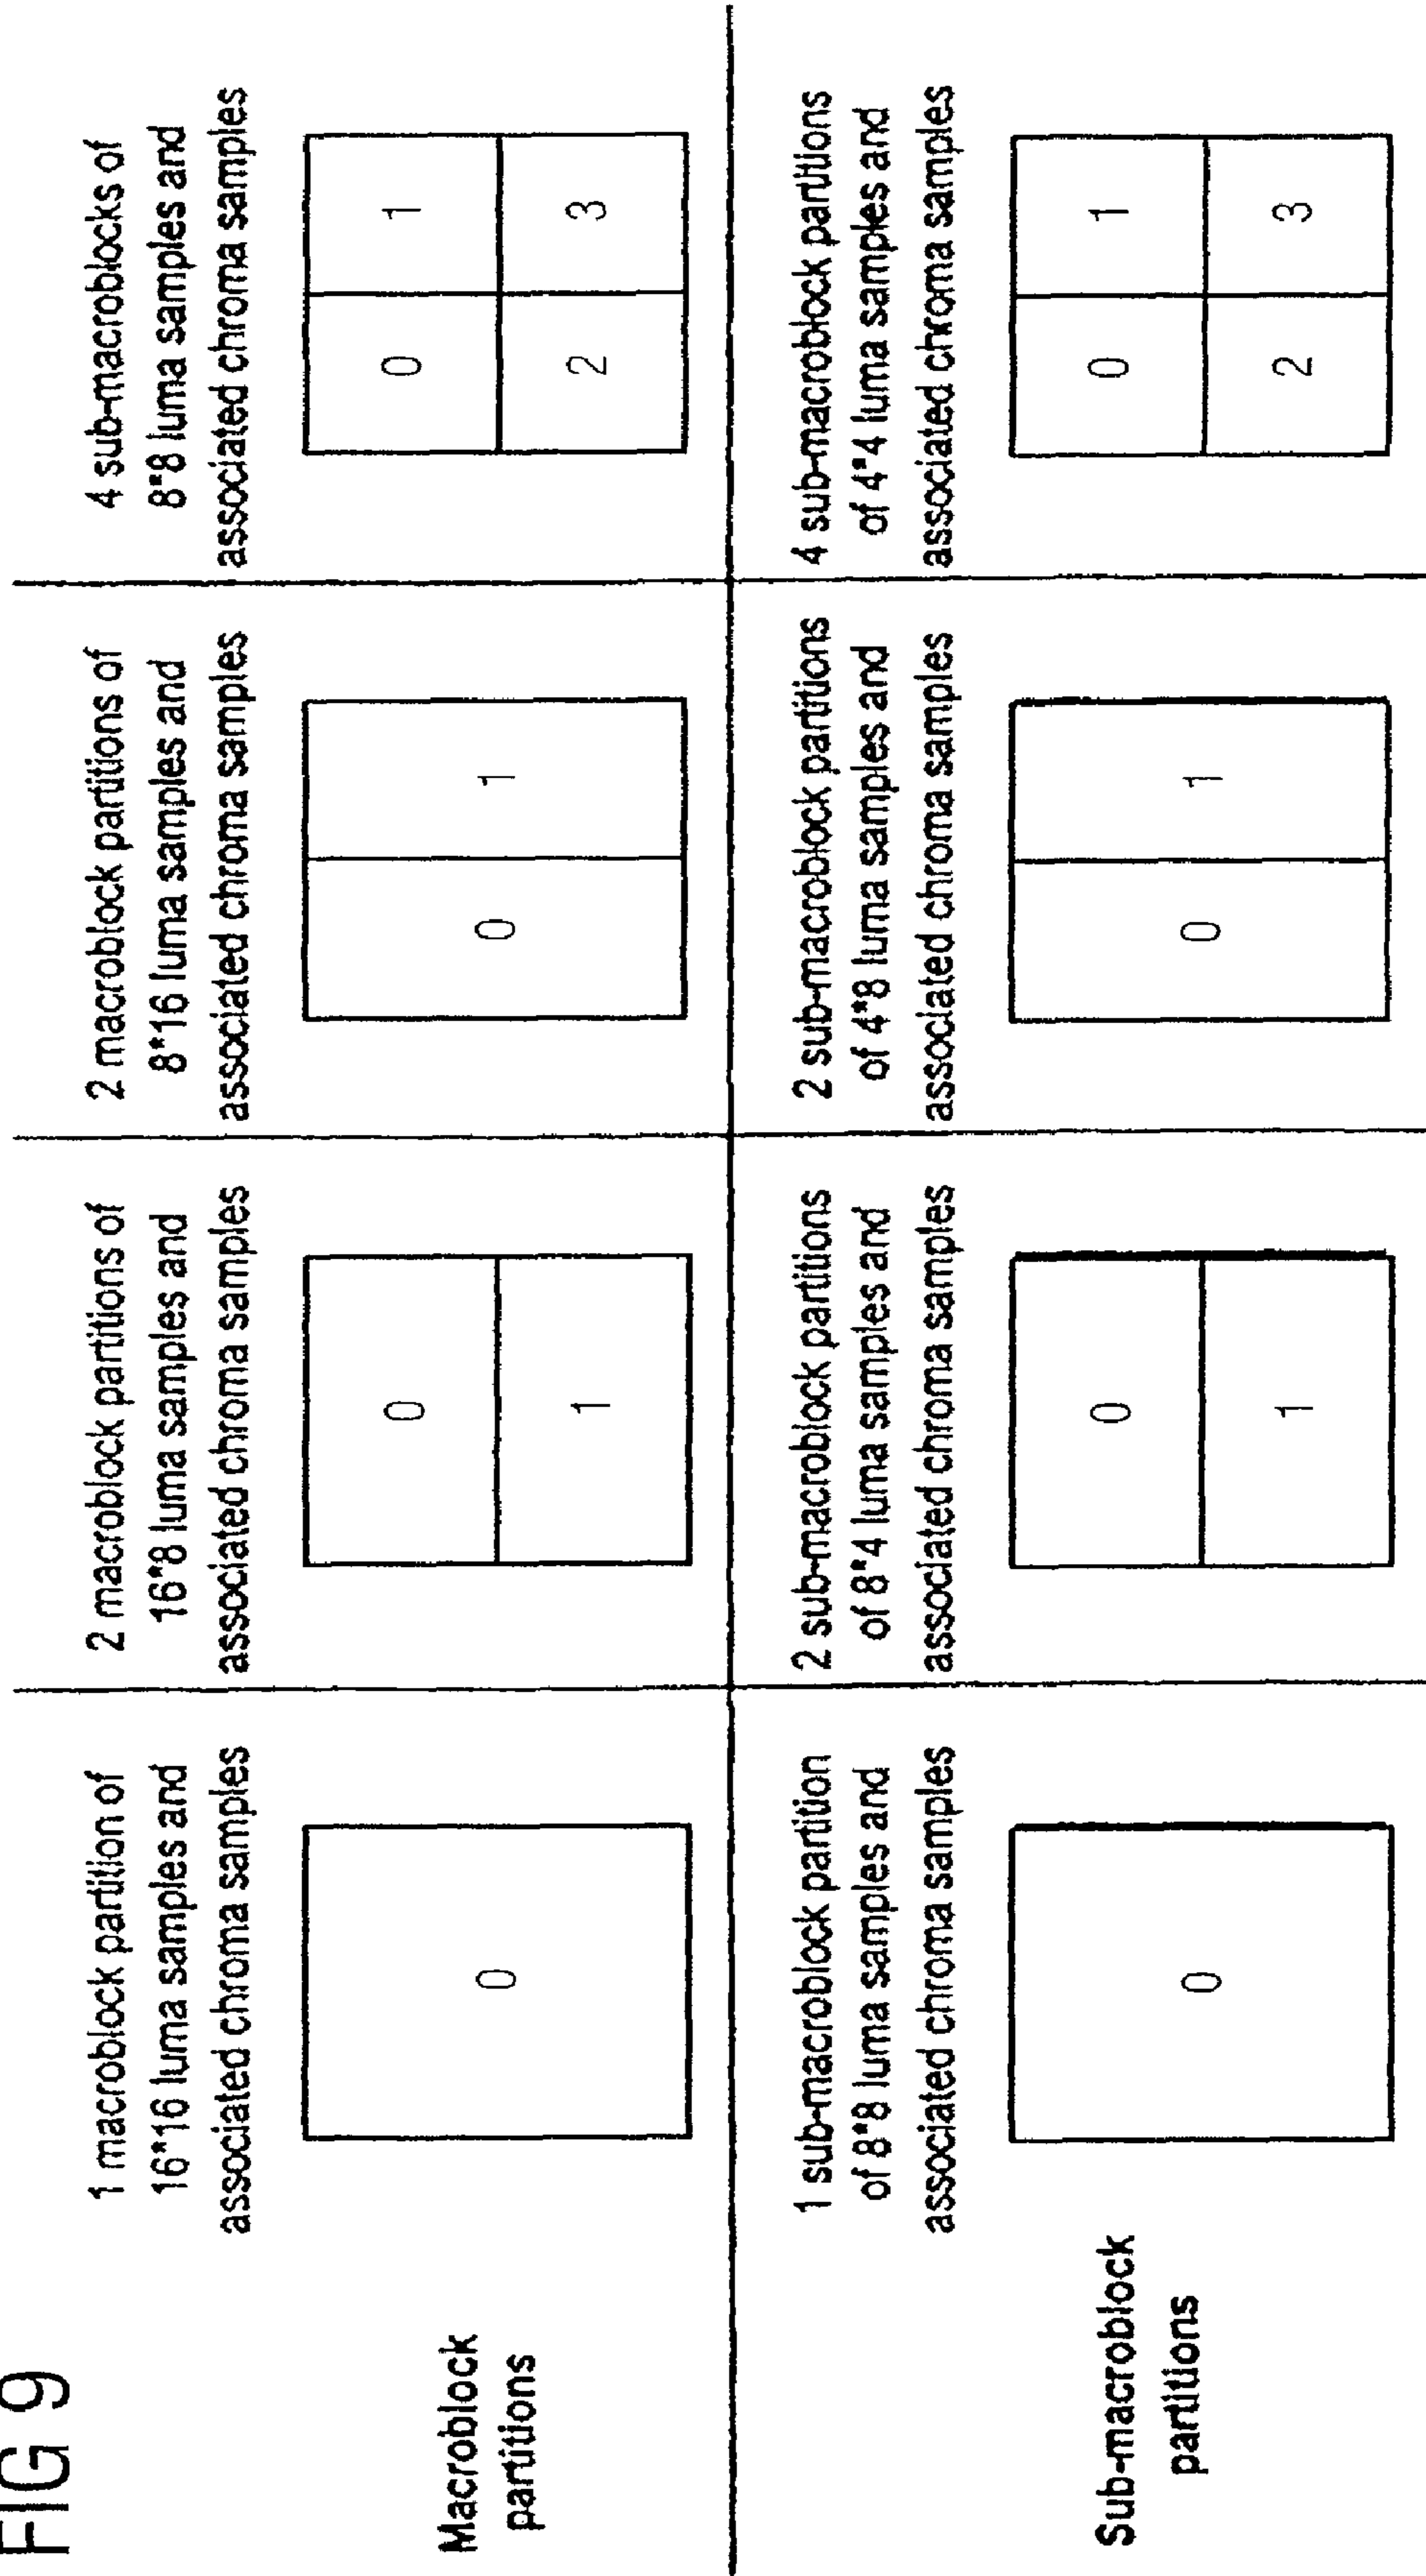 FIG 9
1 macroblock partition of
16*16 luma samples and
associated chroma samples
2 macroblock partitions of
16*8 luma samples and
associated chroma samples
2 macroblock partitions of
8*16 luma samples and
associated chroma samples
4 sub-macroblocks of
8*8 luma samples and
associated chroma samples
Macroblock
partitions
0
0
1
0
1
0
1
2
3
1 sub-macroblock partition
of 8*8 luma samples and
associated chroma samples
2 sub-macroblock partitions
of 8*4 luma samples and
associated chroma samples
2 sub-macroblock partitions
of 4*8 luma samples and
associated chroma samples
4 sub-macroblock partitions
of 4*4 luma samples and
associated chroma samples
Sub-macroblock
partitions
0
0
1
0
1
0
1
2
3